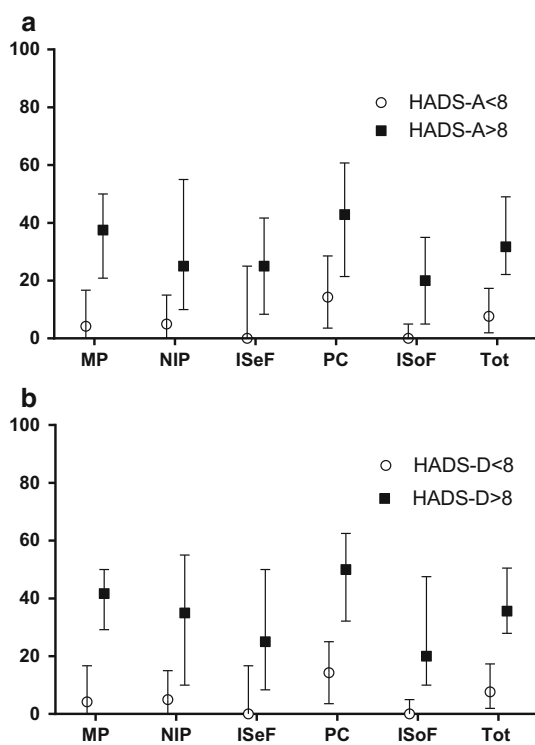 a
100
80
60
40
20
0
HADS-A<8
HADS-A>8
MP NIP ISeF PC ISoF Tot
b
100
80
60
40
20
0
HADS-D<8
HADS-D>8
MP NIP ISeF PC ISoF Tot